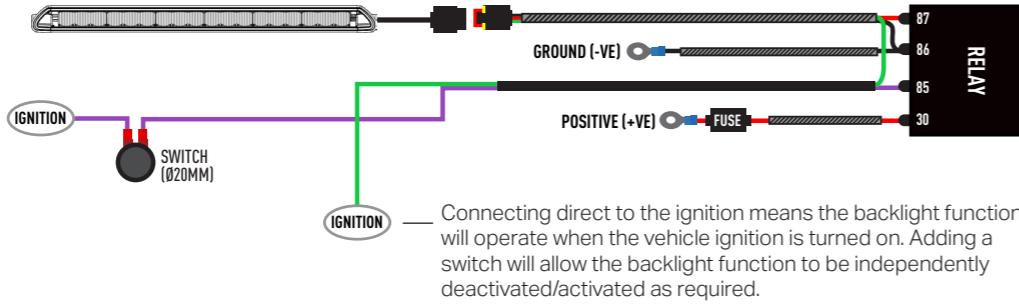 87
GROUND (-VE)
86
RELAY
85
IGNITION
POSITIVE (+VE)
FUSE
30
SWITCH
(Ø20MM)
IGNITION
Connecting direct to the ignition means the backlight function
will operate when the vehicle ignition is turned on. Adding a
switch will allow the backlight function to be independently
deactivated/activated as required.